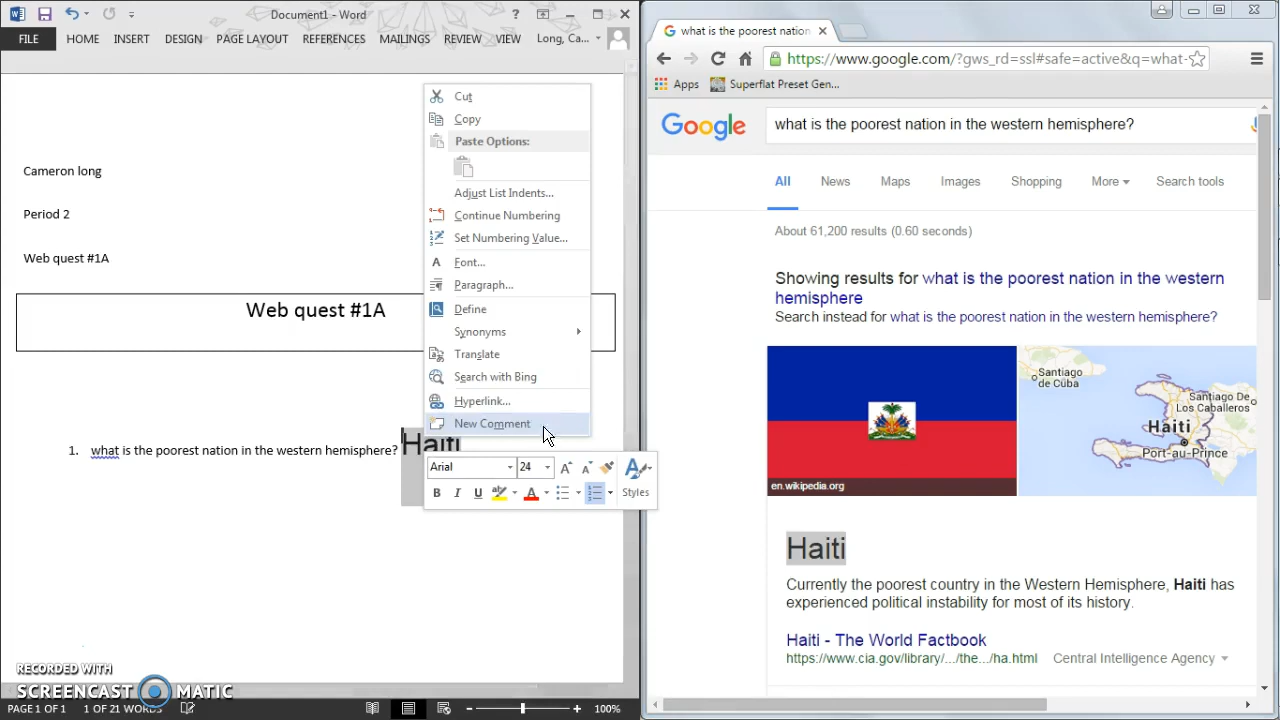 Document1 - Word
?
FILE HOME INSERT DESIGN PAGE LAYOUT REFERENCES MAILINGS REVIEW VIEW Long, Ca...
Cameron long
Period 2
Web quest #1A
Web quest #1A
1. what is the poorest nation in the western hemisphere? Haiti
Cut
Copy
Paste Options:
Adjust List Indents...
Continue Numbering
Set Numbering Value...
A Font...
Paragraph...
Define
Synonyms
Translate
Search with Bing
Hyperlink...
New Comment
Arial 24 A A A
B I U aby A Styles
RECORDED WITH
SCREENCAST MATIC
PAGE 1 OF 1 1 OF 21 WORDS 100%
what is the poorest nation
https://www.google.com/?gws_rd=ssl#safe=active&q=what-
Apps Superflat Preset Gen...
Google what is the poorest nation in the western hemisphere?
All News Maps Images Shopping More Search tools
About 61,200 results (0.60 seconds)
Showing results for what is the poorest nation in the western
hemisphere
Search instead for what is the poorest nation in the western hemisphere?
Santiago
de Cuba
Santiago De
Los Caballeros
Haiti
Port-au-Prince
en.wikipedia.org
Haiti
Currently the poorest country in the Western Hemisphere, Haiti has
experienced political instability for most of its history.
Haiti - The World Factbook
https://www.cia.gov/library/.../the.../ha.html Central Intelligence Agency